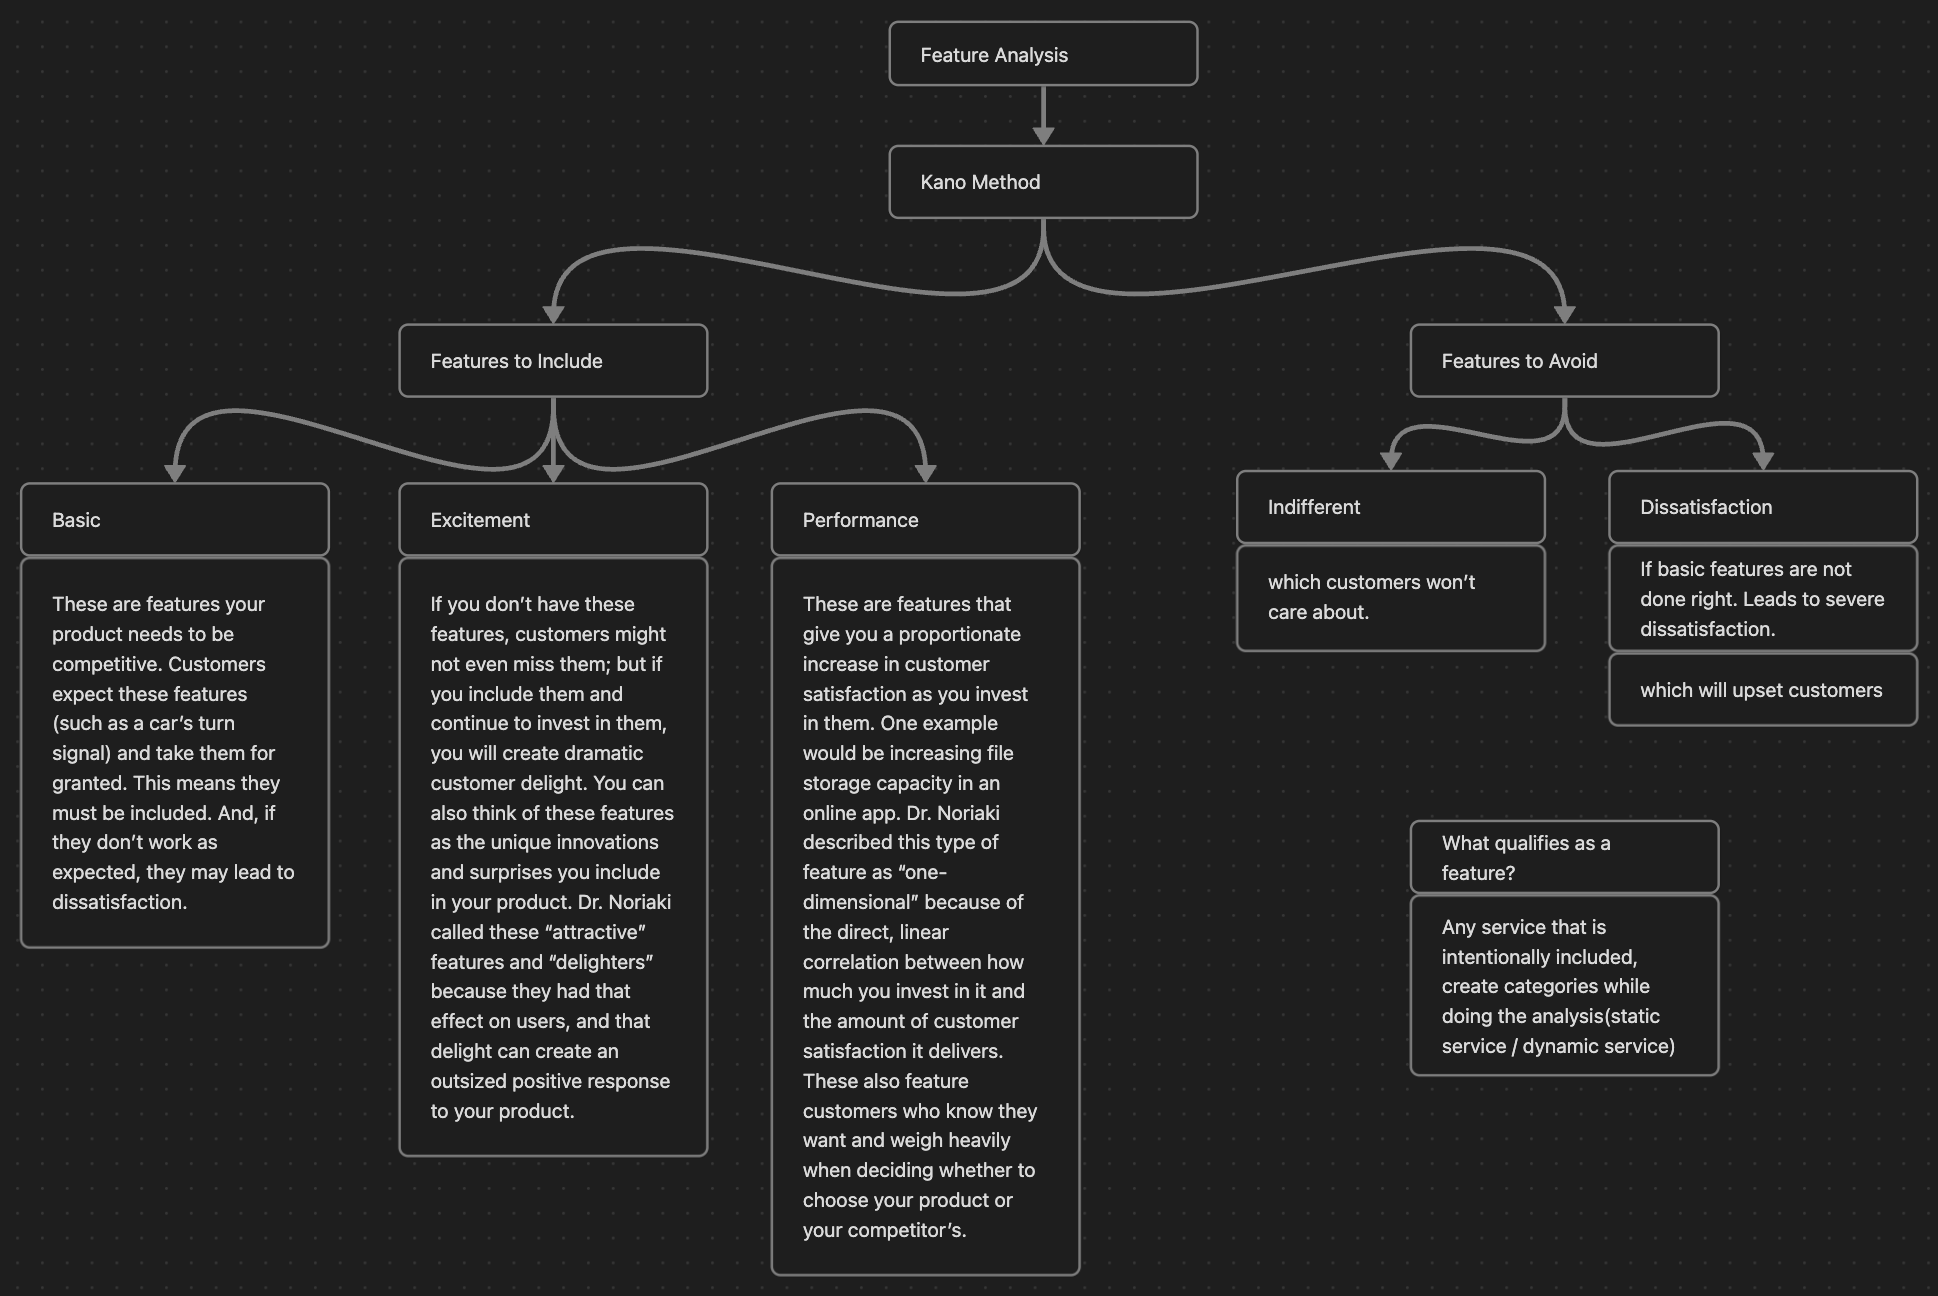 Feature Analysis
Kano Method
Features to Include
Features to Avoid
Basic
These are features your
product needs to be
competitive. Customers
expect these features
(such as a car’s turn
signal) and take them for
granted. This means they
must be included. And, if
they don’t work as
expected, they may lead to
dissatisfaction.
Excitement
If you don’t have these
features, customers might
not even miss them; but if
you include them and
continue to invest in them,
you will create dramatic
customer delight. You can
also think of these features
as the unique innovations
and surprises you include
in your product. Dr. Noriaki
called these “attractive”
features and “delighters”
because they had that
effect on users, and that
delight can create an
outsized positive response
to your product.
Performance
These are features that
give you a proportionate
increase in customer
satisfaction as you invest
in them. One example
would be increasing file
storage capacity in an
online app. Dr. Noriaki
described this type of
feature as “one-
dimensional” because of
the direct, linear
correlation between how
much you invest in it and
the amount of customer
satisfaction it delivers.
These also feature
customers who know they
want and weigh heavily
when deciding whether to
choose your product or
your competitor’s.
Indifferent
which customers won’t
care about.
Dissatisfaction
If basic features are not
done right. Leads to severe
dissatisfaction.
which will upset customers
What qualifies as a
feature?
Any service that is
intentionally included,
create categories while
doing the analysis(static
service / dynamic service)